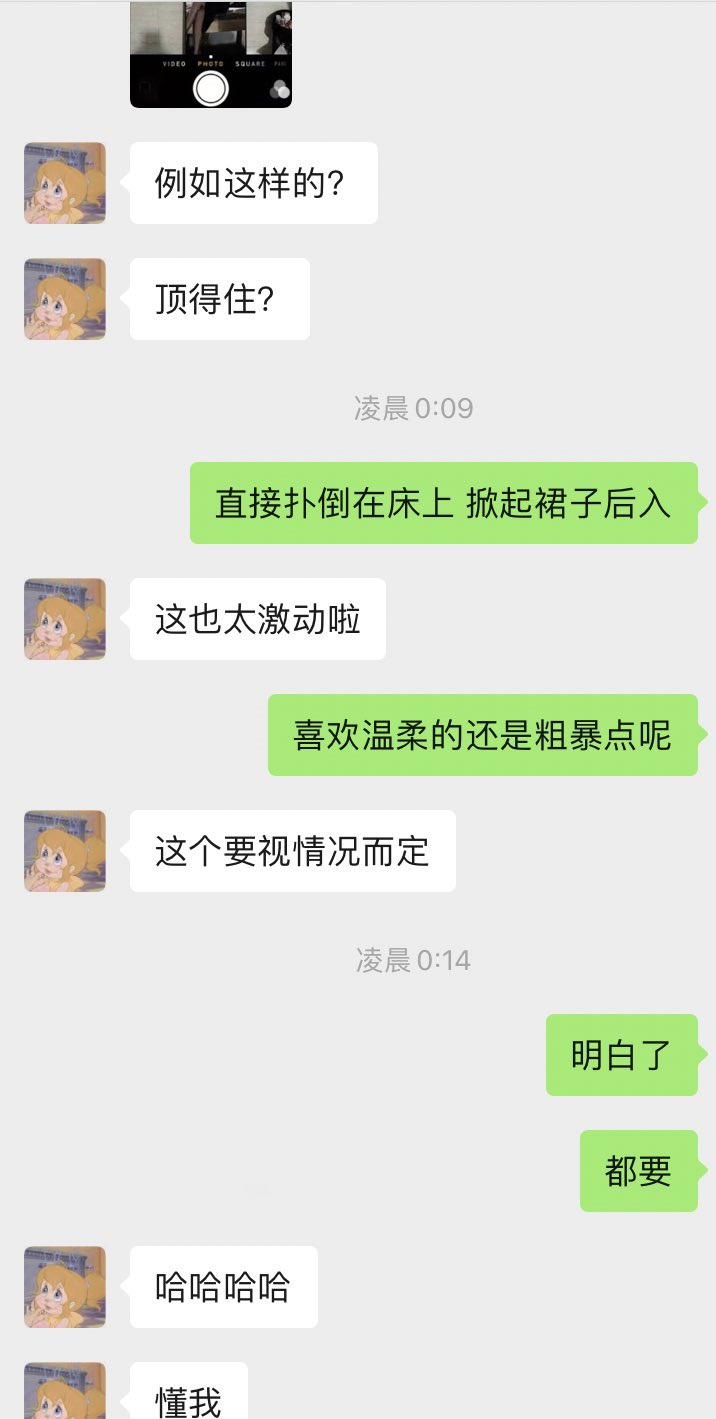 VIDEO PHOTO SQUARE
例如这样的?
顶得住?
凌晨 0:09
直接扑倒在床上 掀起裙子后入
这也太激动啦
喜欢温柔的还是粗暴点呢
这个要视情况而定
凌晨 0:14
明白了
都要
哈哈哈哈
懂我